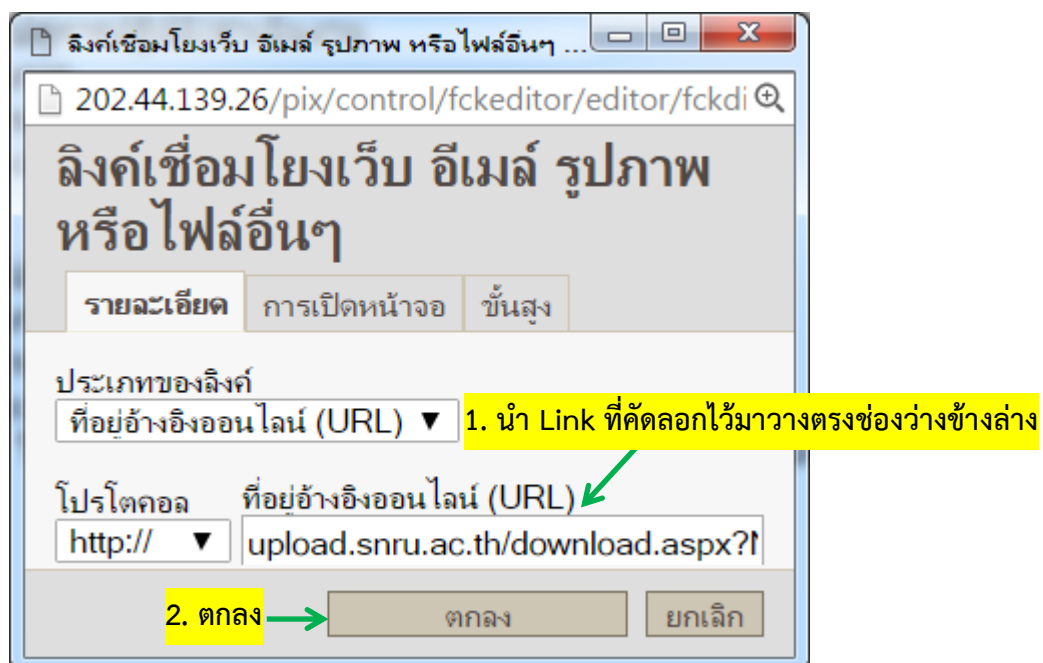 ลิงค์เชื่อมโยงเว็บ อีเมล์ รูปภาพ หรือไฟล์อื่นๆ ...
202.44.139.26/pix/control/fckeditor/editor/fckdi
ลิงค์เชื่อมโยงเว็บ อีเมล์ รูปภาพ
หรือไฟล์อื่นๆ
รายละเอียด การเปิดหน้าจอ ขั้นสูง
ประเภทของลิงค์
ที่อยู่อ้างอิงออนไลน์ (URL) ▼
1. นำ Link ที่คัดลอกไว้มาวางตรงช่องว่างข้างล่าง
โปรโตคอล ที่อยู่อ้างอิงออนไลน์ (URL)
http:// ▼ upload.snru.ac.th/download.aspx?
2. ตกลง ตกลง ยกเลิก